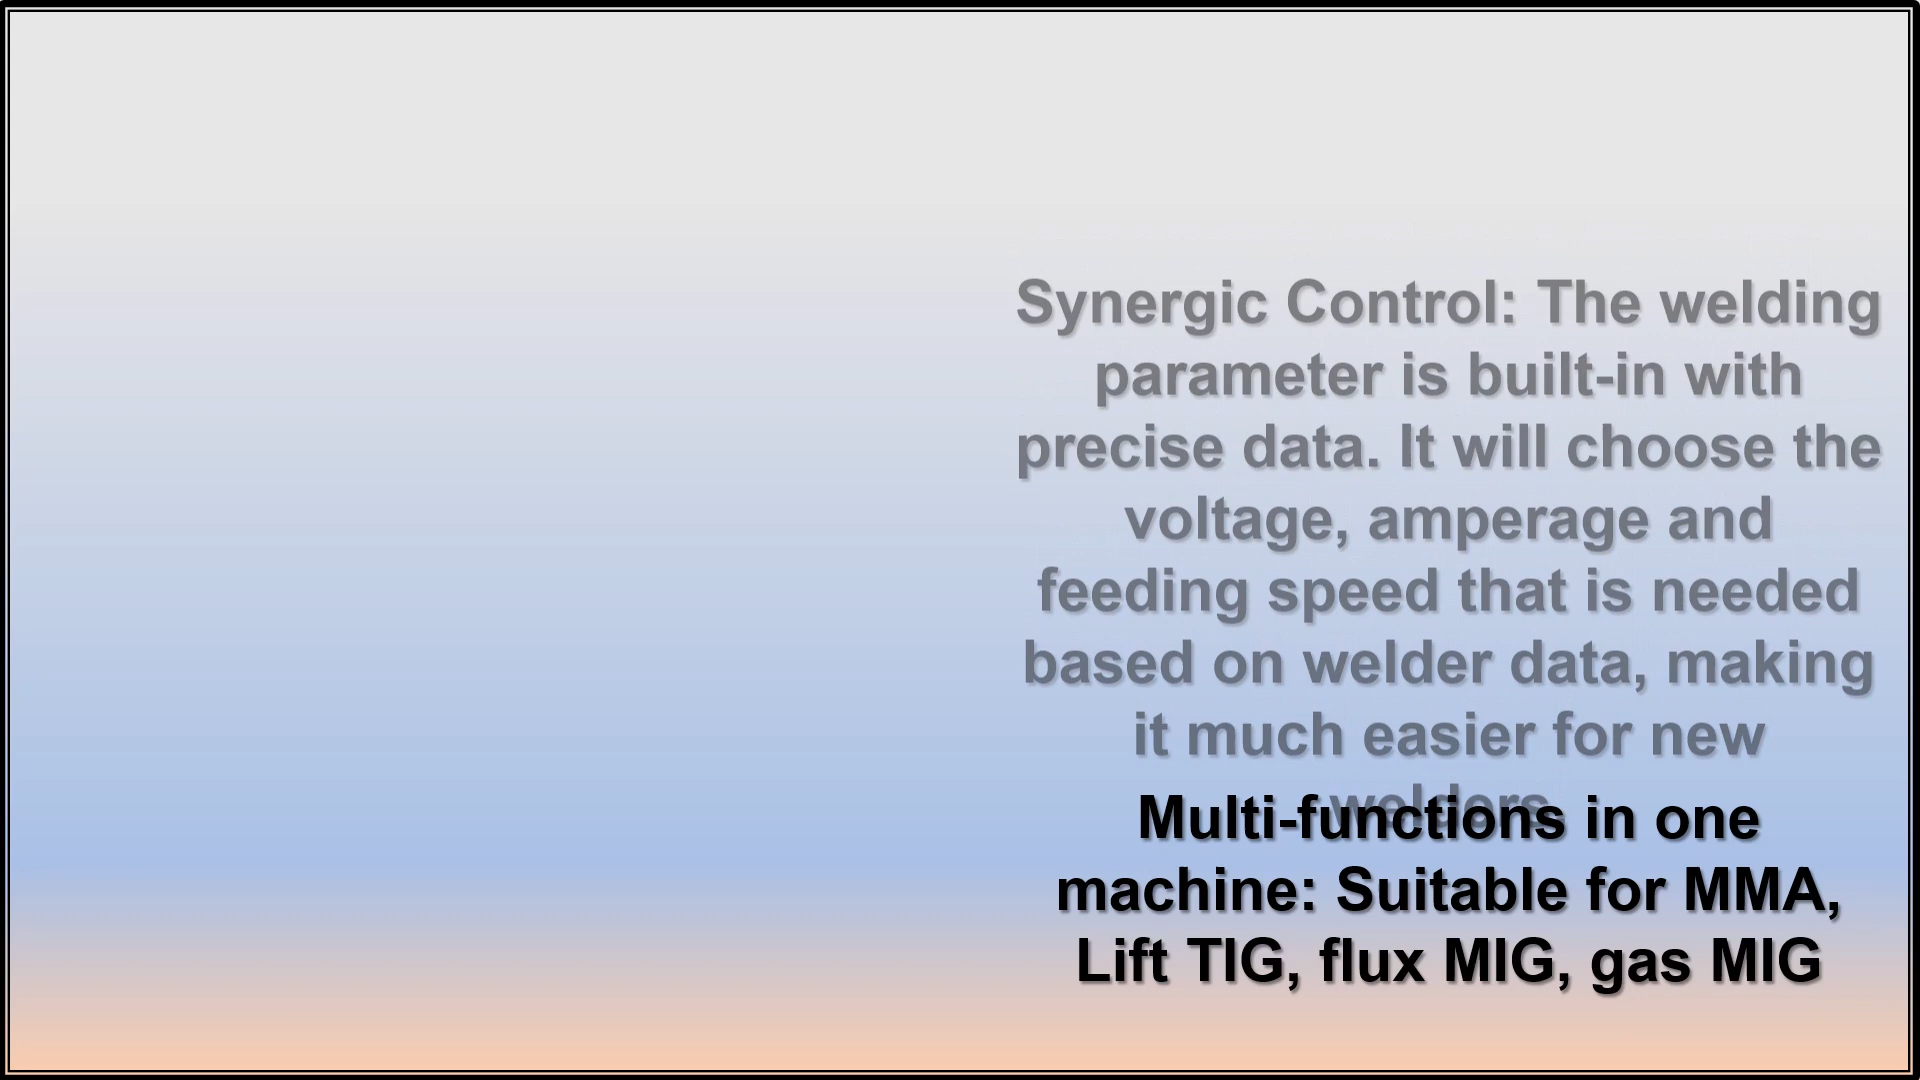 Synergic Control: The welding
parameter is built-in with
precise data. It will choose the
voltage, amperage and
feeding speed that is needed
based on welder data, making
it much easier for new
welders
Multi-functions in one
machine: Suitable for MMA,
Lift TIG, flux MIG, gas MIG